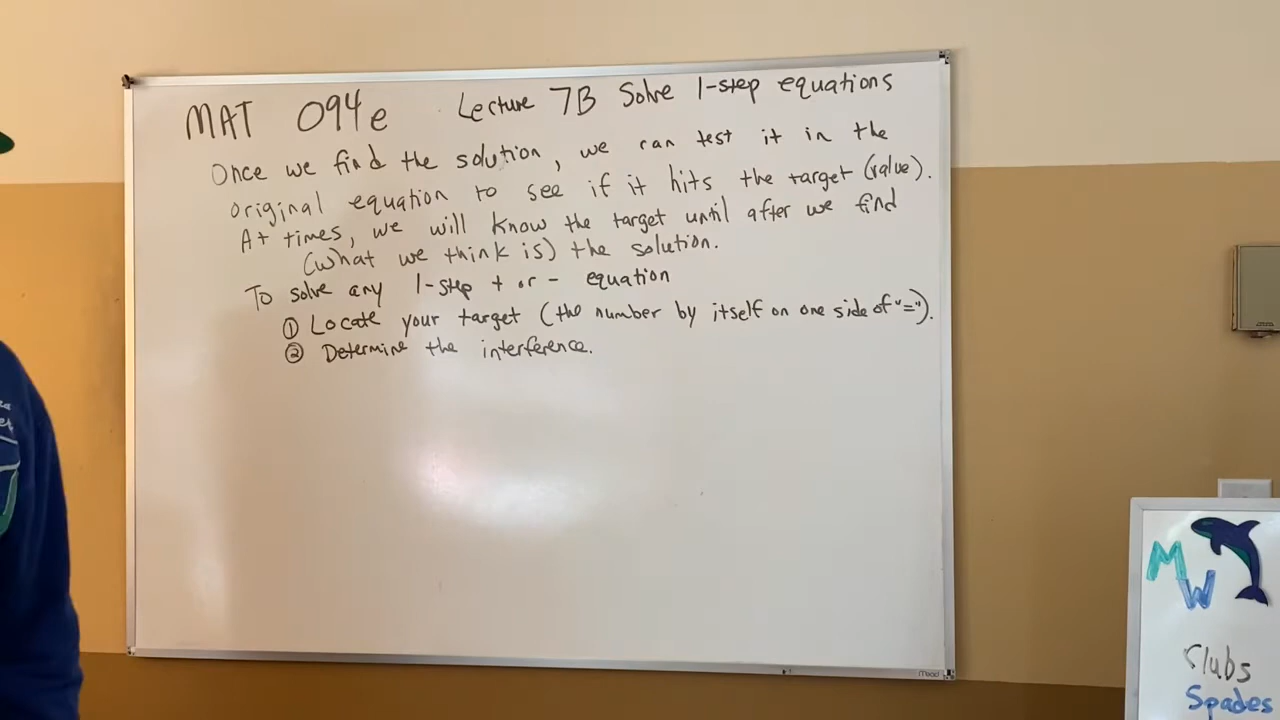 MAT 094e Lecture 7B Solve 1-step equations
Once we find the solution, we can test it in the
original equation to see if it hits the target (value).
At times, we will know the target until after we find
(what we think is) the solution.
To solve any 1-step + or - equation
① Locate your target (the number by itself on one side of "=").
② Determine the interference.
Mead
MW
Clubs
Spades